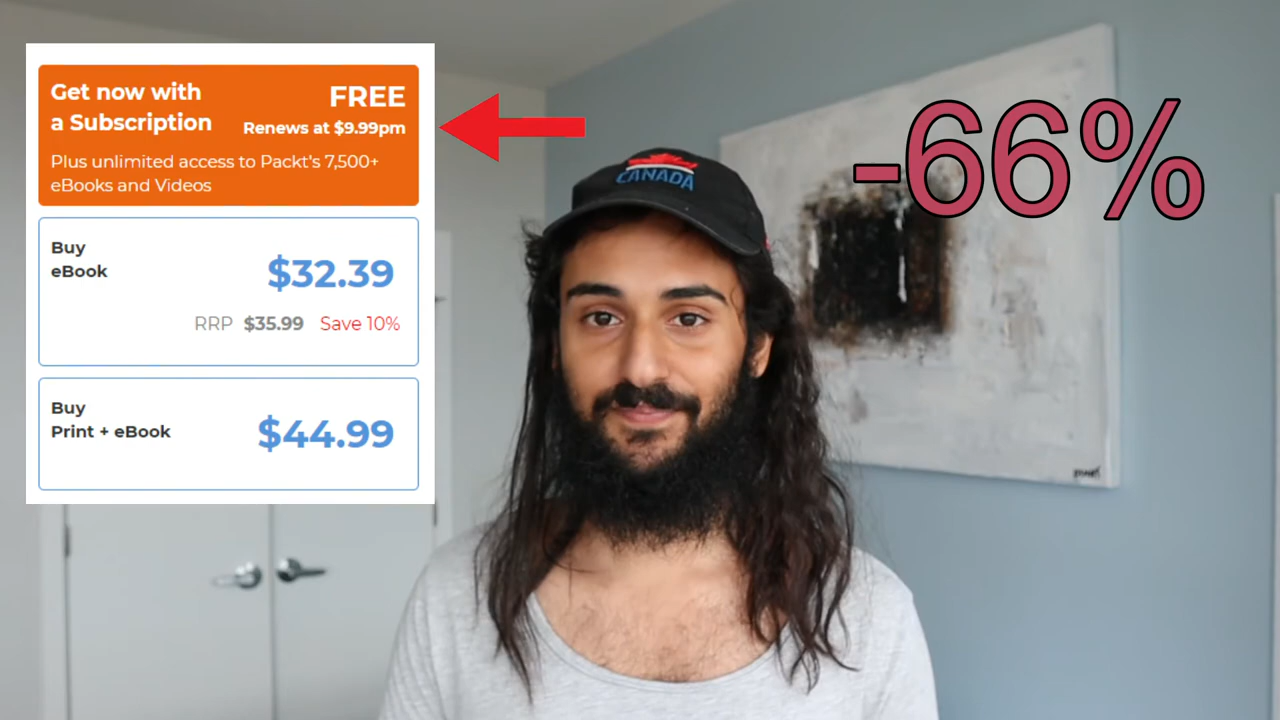 Get now with
a Subscription
FREE
Renews at $9.99pm
Plus unlimited access to Packt's 7,500+
eBooks and Videos
Buy
eBook
$32.39
RRP $35.99 Save 10%
Buy
Print + eBook
$44.99
-66%
CANADA